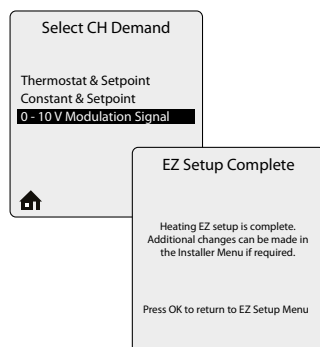 Select CH Demand
Thermostat & Setpoint
Constant & Setpoint
0 - 10 V Modulation Signal
EZ Setup Complete
Heating EZ setup is complete.
Additional changes can be made in
the Installer Menu if required.
Press OK to return to EZ Setup Menu